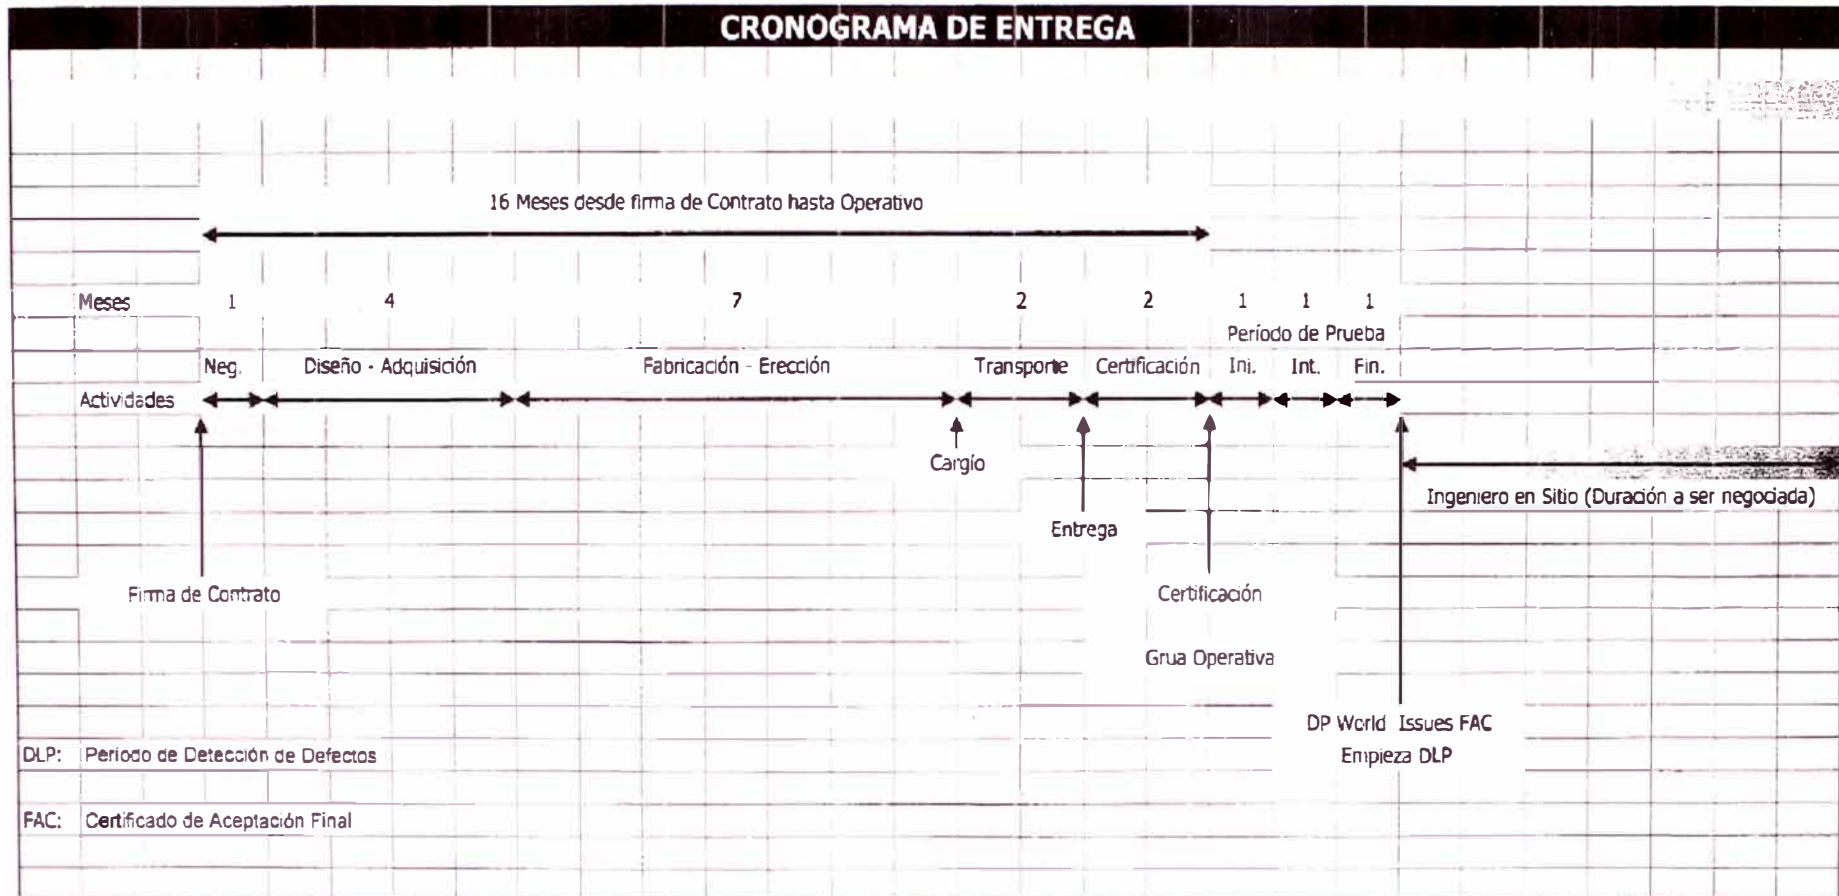 CRONOGRAMA DE ENTREGA
16 Meses desde firma de Contrato hasta Operativo
Meses 1 4 7 2 2 1 1 1
Período de Prueba
Neg. Diseño - Adquisición Fabricación - Erección Transporte Certificación Ini. Int. Fin.
Actividades
Cargío
Ingeniero en Sitio (Duración a ser negociada)
Entrega
Firma de Contrato
Certificación
Grua Operativa
DP World Issues FAC
Empieza DLP
DLP: Período de Detección de Defectos
FAC: Certificado de Aceptación Final